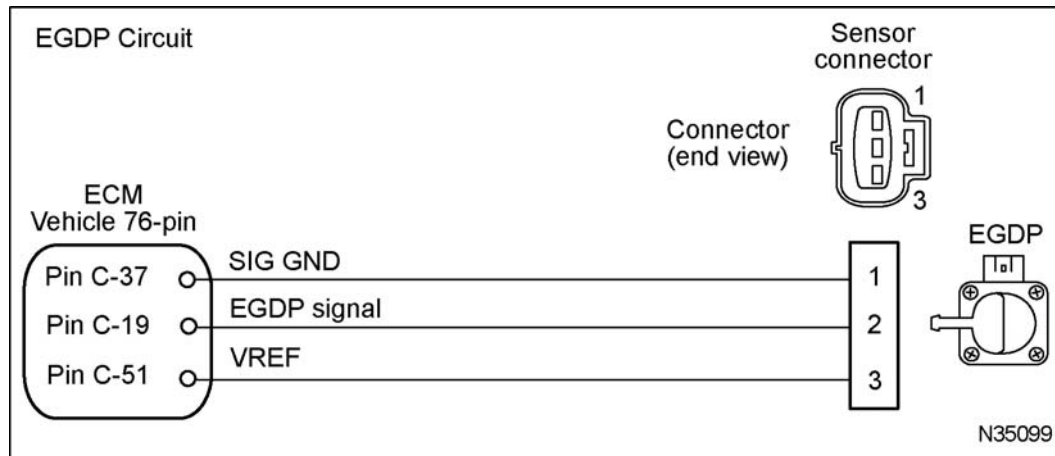 EGDP Circuit
Sensor
connector
1
Connector
(end view)
3
ECM
Vehicle 76-pin
EGDP
Pin C-37
SIG GND
1
Pin C-19
EGDP signal
2
Pin C-51
VREF
3
N35099